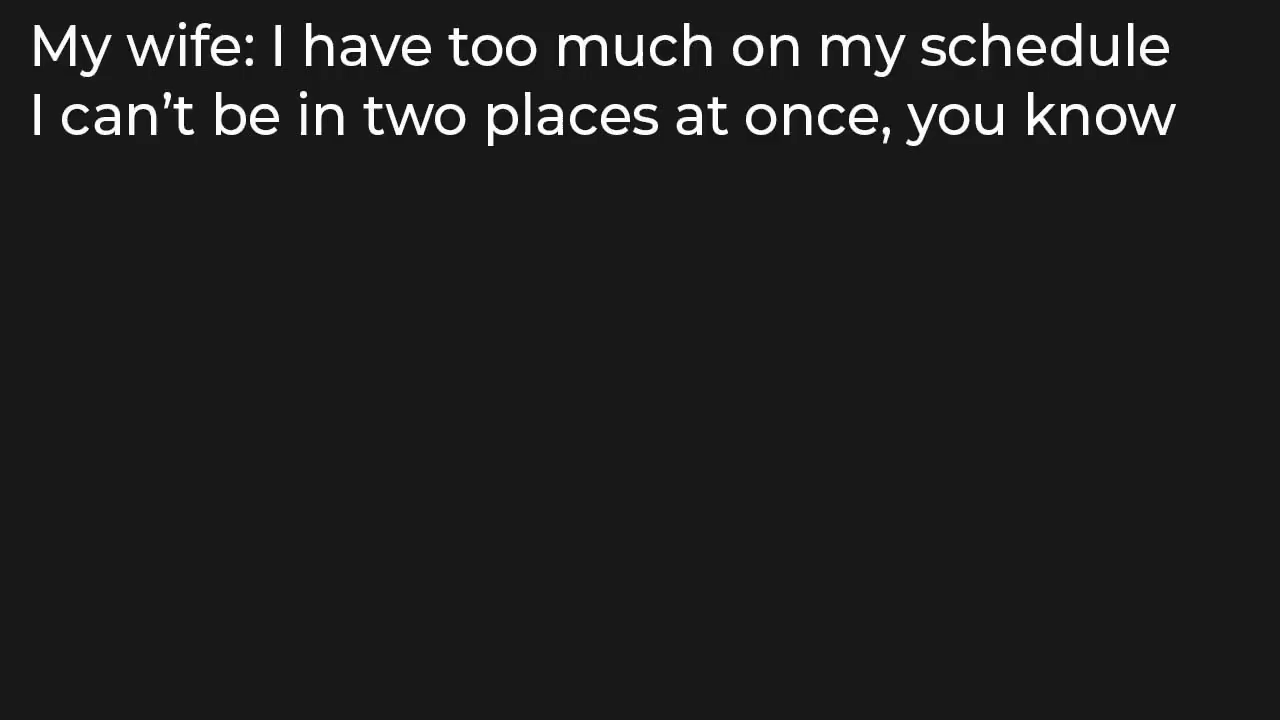 My wife: I have too much on my schedule
I can’t be in two places at once, you know